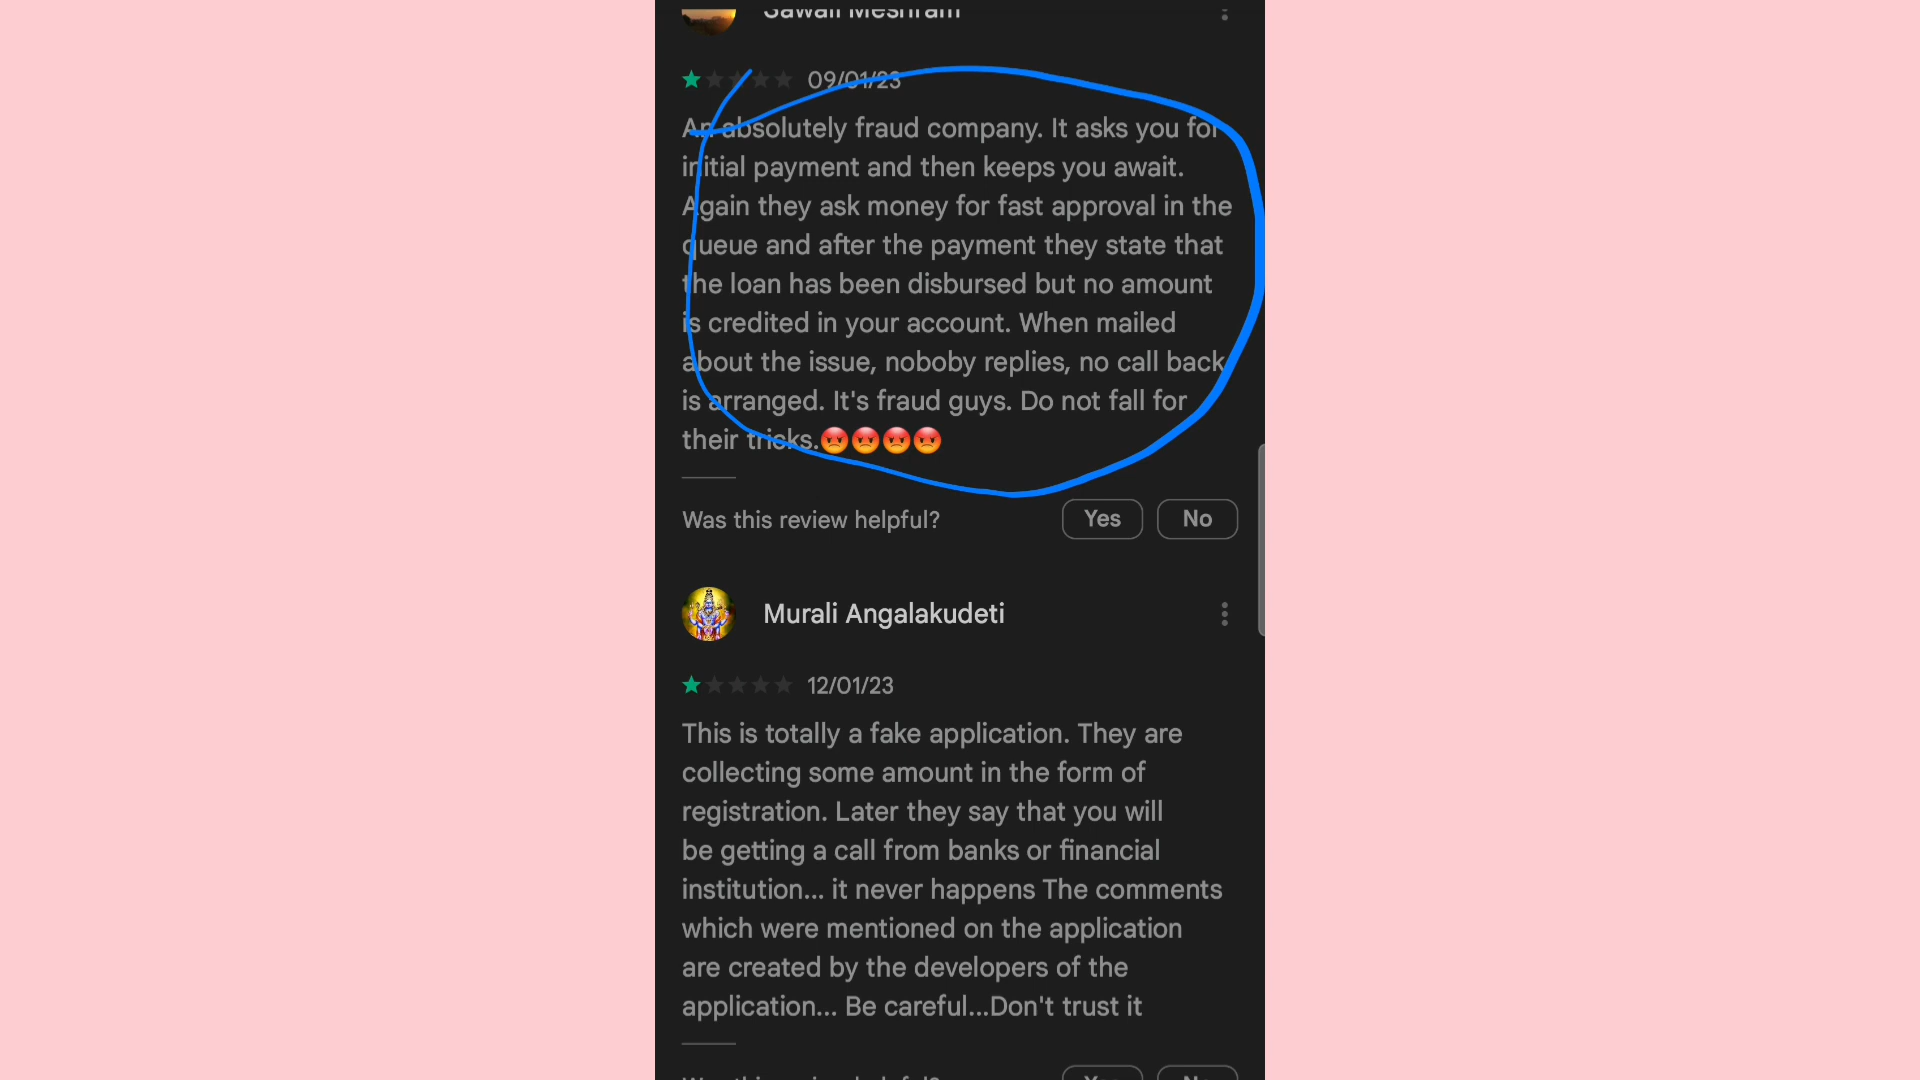 Sawali Meshram
09/01/23
An absolutely fraud company. It asks you for
initial payment and then keeps you await.
Again they ask money for fast approval in the
queue and after the payment they state that
the loan has been disbursed but no amount
is credited in your account. When mailed
about the issue, noboby replies, no call back
is arranged. It's fraud guys. Do not fall for
their tricks.😡😡😡😡
Was this review helpful? Yes No
Murali Angalakudeti
12/01/23
This is totally a fake application. They are
collecting some amount in the form of
registration. Later they say that you will
be getting a call from banks or financial
institution... it never happens The comments
which were mentioned on the application
are created by the developers of the
application... Be careful...Don't trust it